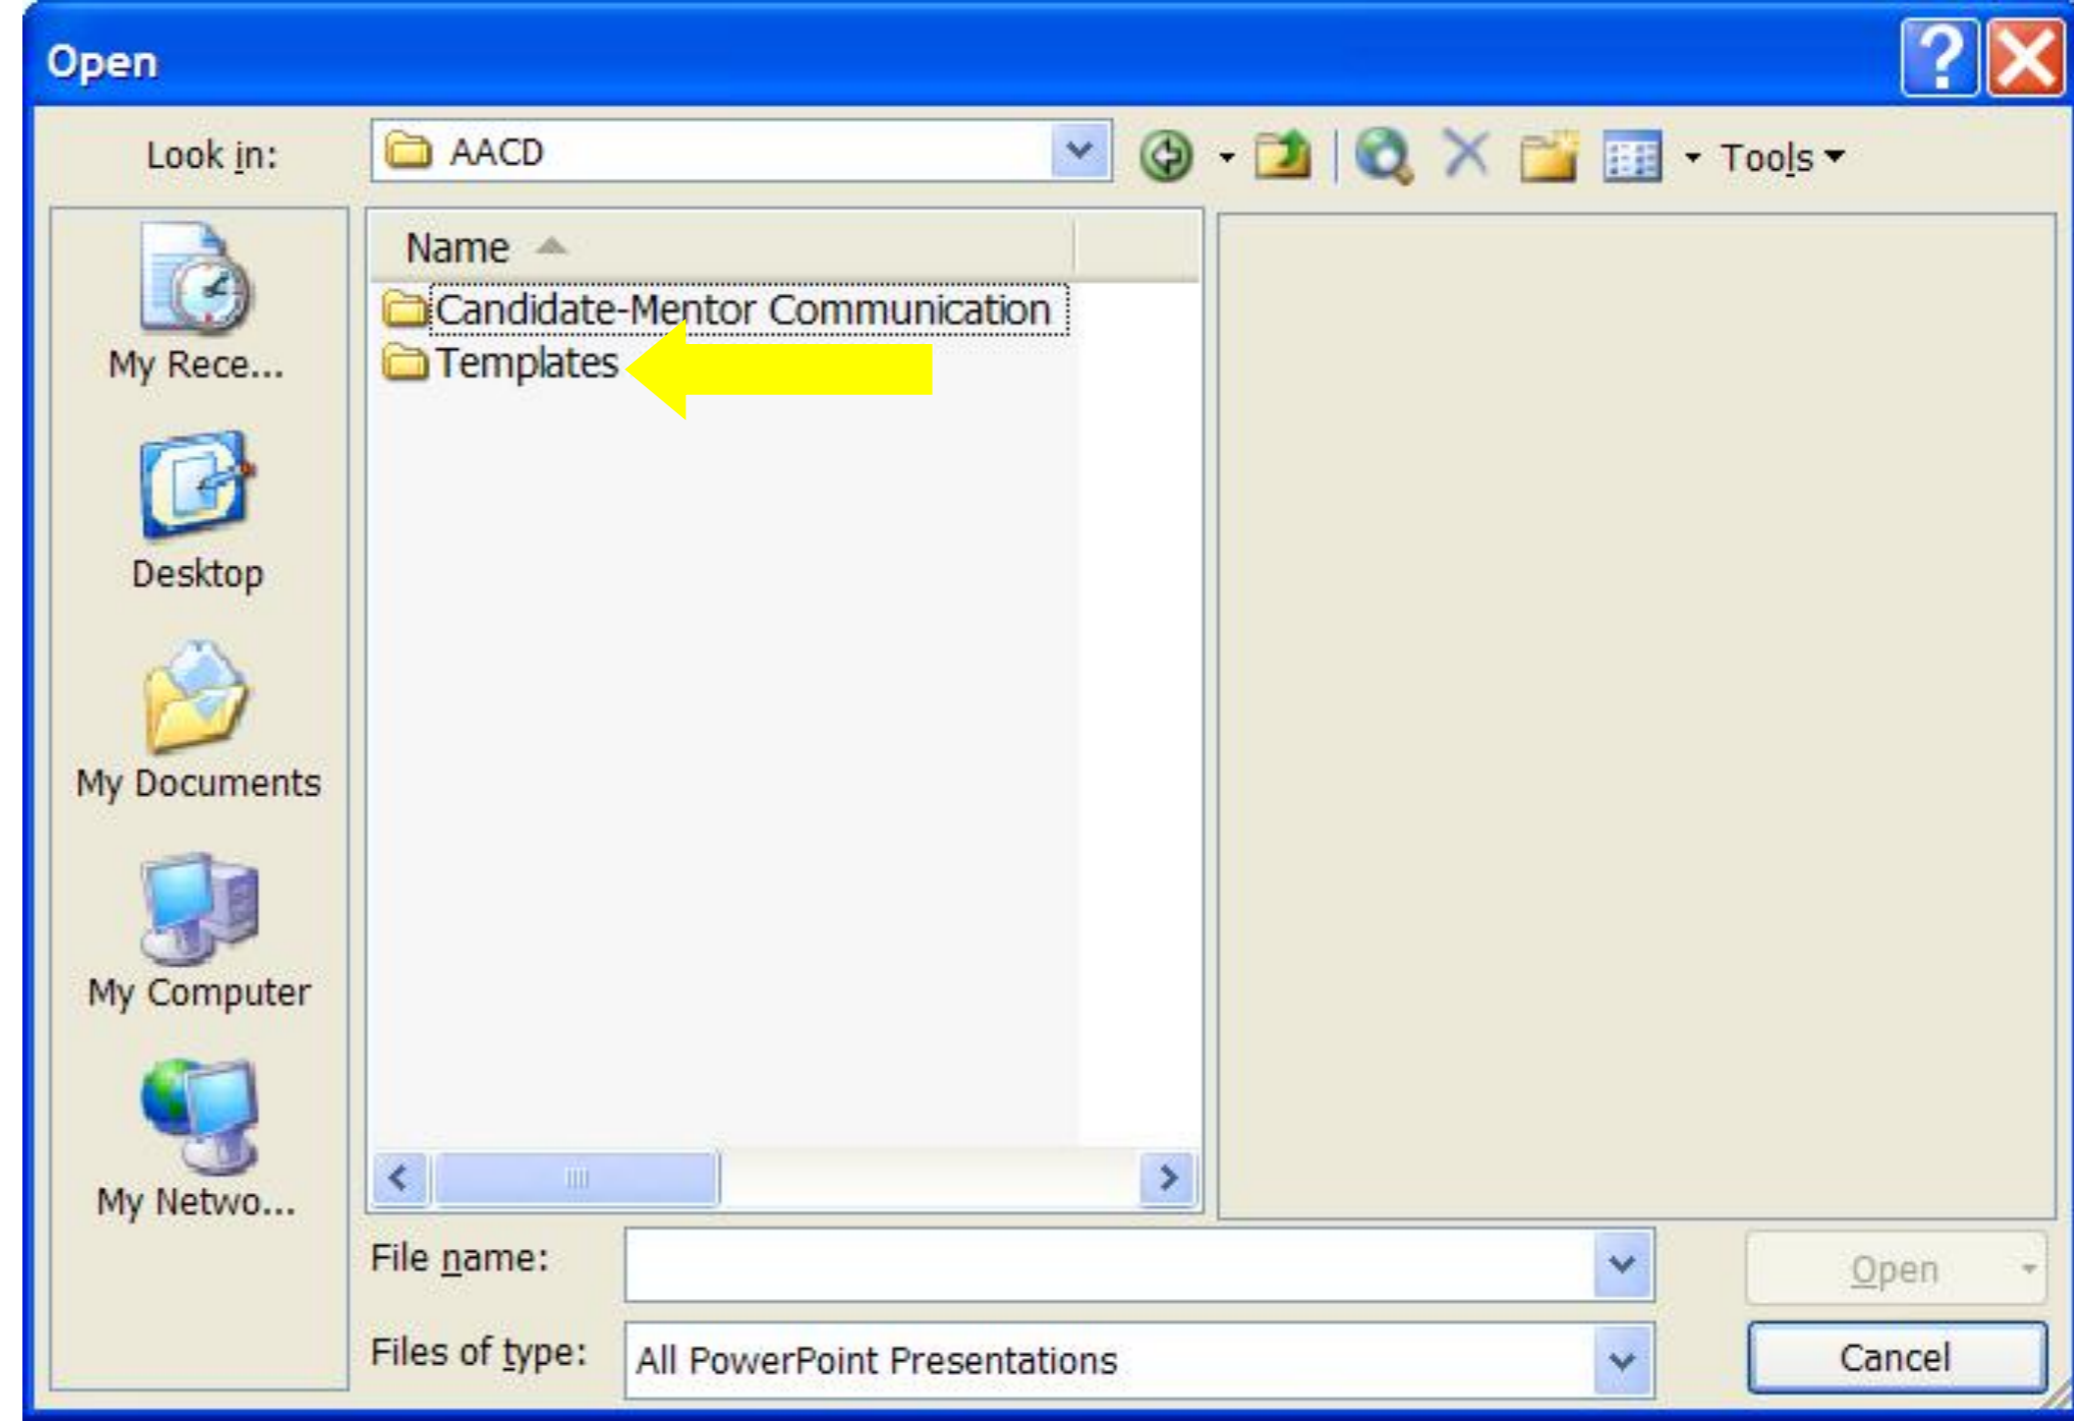 Open
Look in:
AACD
Tools
Name
Candidate-Mentor Communication
Templates
My Rece...
Desktop
My Documents
My Computer
My Netwo...
File name:
Open
Files of type:
All PowerPoint Presentations
Cancel